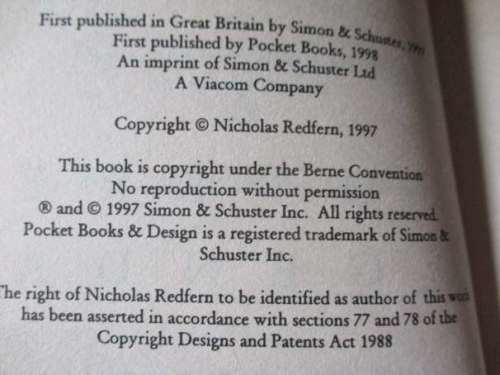 First published in Great Britain by Simon & Schuster, 1997
First published by Pocket Books, 1998
An imprint of Simon & Schuster Ltd
A Viacom Company
Copyright © Nicholas Redfern, 1997
This book is copyright under the Berne Convention
No reproduction without permission
® and © 1997 Simon & Schuster Inc. All rights reserved.
Pocket Books & Design is a registered trademark of Simon &
Schuster Inc.
The right of Nicholas Redfern to be identified as author of this work
has been asserted in accordance with sections 77 and 78 of the
Copyright Designs and Patents Act 1988